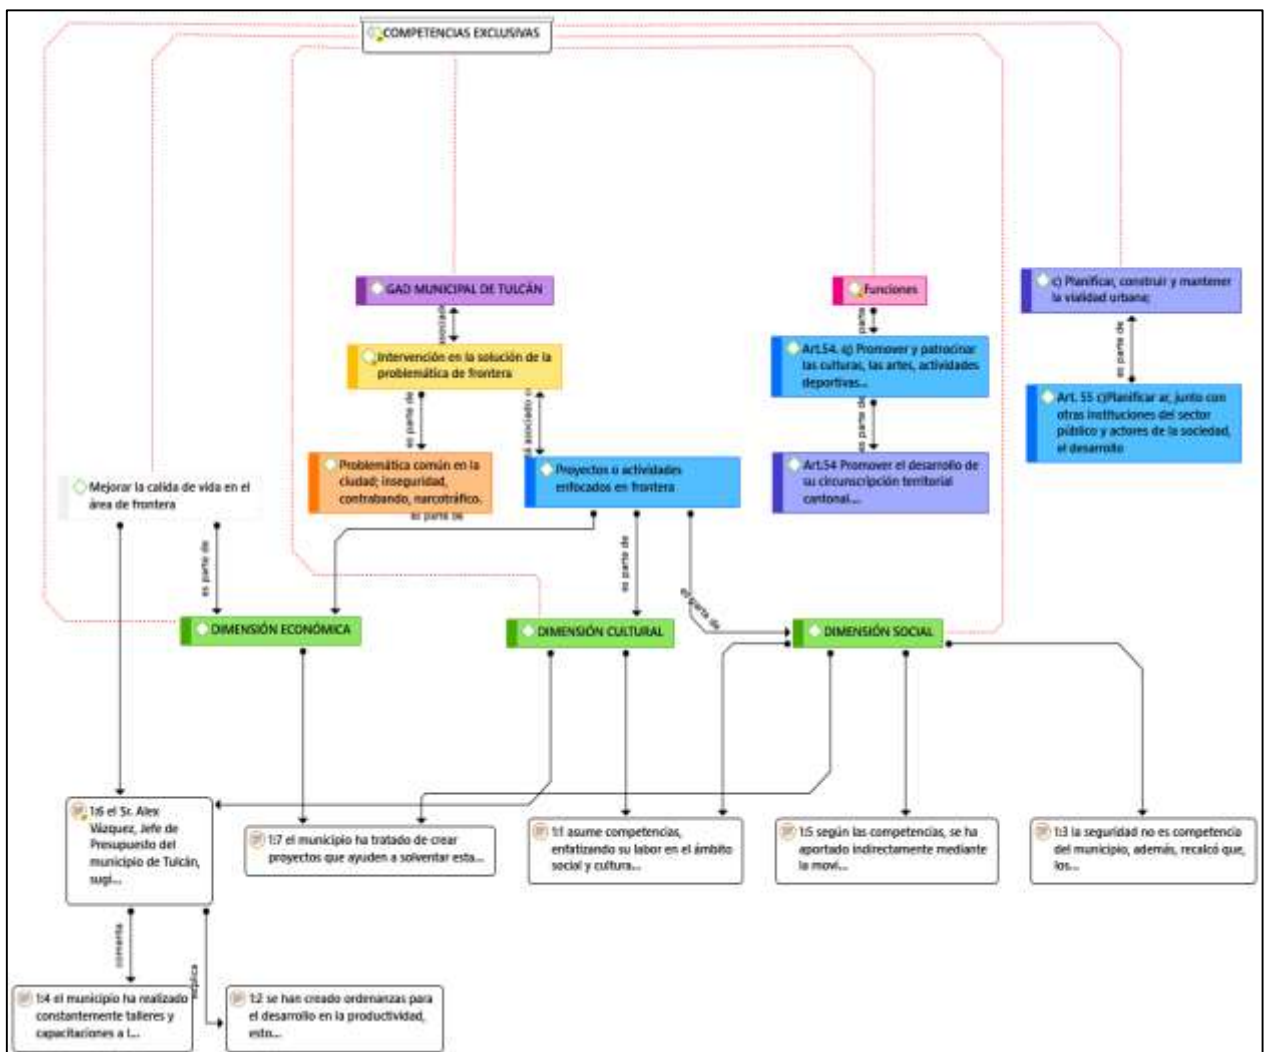 COMPETENCIAS EXCLUSIVAS
GAD MUNICIPAL DE TULCÁN
Funciones
c) Planificar, construir y mantener
la vialidad urbana;
asociado
parte
Intervención en la solución de la
problemática de frontera
Art.54. q) Promover y patrocinar
las culturas, las artes, actividades
deportivas...
es parte de
Art. 55 c)Planificar ar, junto con
otras instituciones del sector
público y actores de la sociedad,
el desarrollo
es parte de
asociado c
es parte de
Problemática común en la
ciudad; inseguridad,
contrabando, narcotráfico.
es parte de
Proyectos o actividades
enfocados en frontera
Art.54 Promover el desarrollo de
su circunscripción territorial
cantonal....
Mejorar la calida de vida en el
área de frontera
es parte de
es parte de
es parte de
DIMENSIÓN ECONÓMICA
DIMENSIÓN CULTURAL
DIMENSIÓN SOCIAL
1:6 el Sr. Alex
Vázquez, Jefe de
Presupuesto del
municipio de Tulcán,
sugi...
1:7 el municipio ha tratado de crear
proyectos que ayuden a solventar esta...
1:1 asume competencias,
enfatizando su labor en el ámbito
social y cultura...
1:5 según las competencias, se ha
aportado indirectamente mediante
la movi...
1:3 la seguridad no es competencia
del municipio, además, recalcó que,
los...
comenta
explica
1:4 el municipio ha realizado
constantemente talleres y
capacitaciones a l...
1:2 se han creado ordenanzas para
el desarrollo en la productividad,
esto...